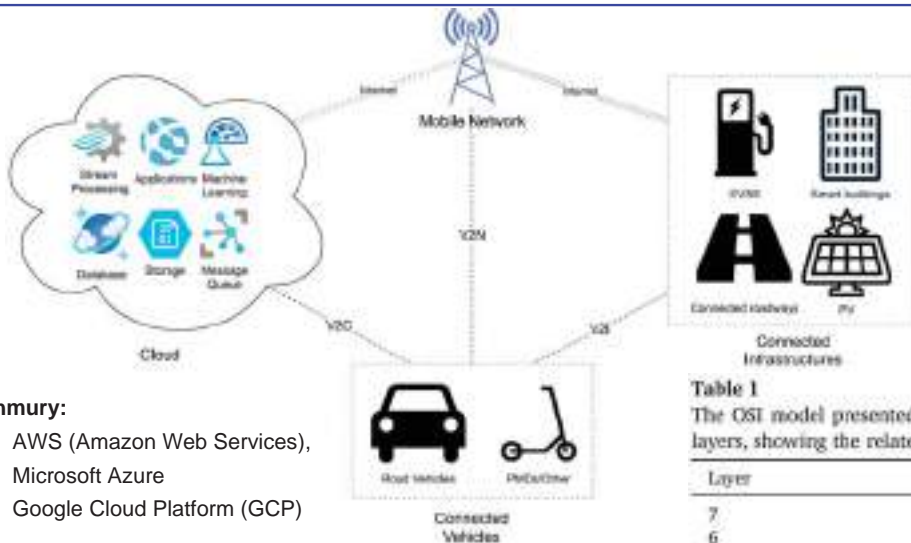 Mobile Network
Internet
Internet
Stream
Processing
Applications
Machine
Learning
Database
Storage
Message
Queue
Cloud
V2N
V2C
V2I
EVSE
Smart buildings
Connected roadways
PV
Connected
Infrastructures
Road Vehicles
PMDs/Other
Connected
Vehicles
mmury:
AWS (Amazon Web Services),
Microsoft Azure
Google Cloud Platform (GCP)
Table 1
The OSI model presented
layers, showing the relate
Layer
7
6